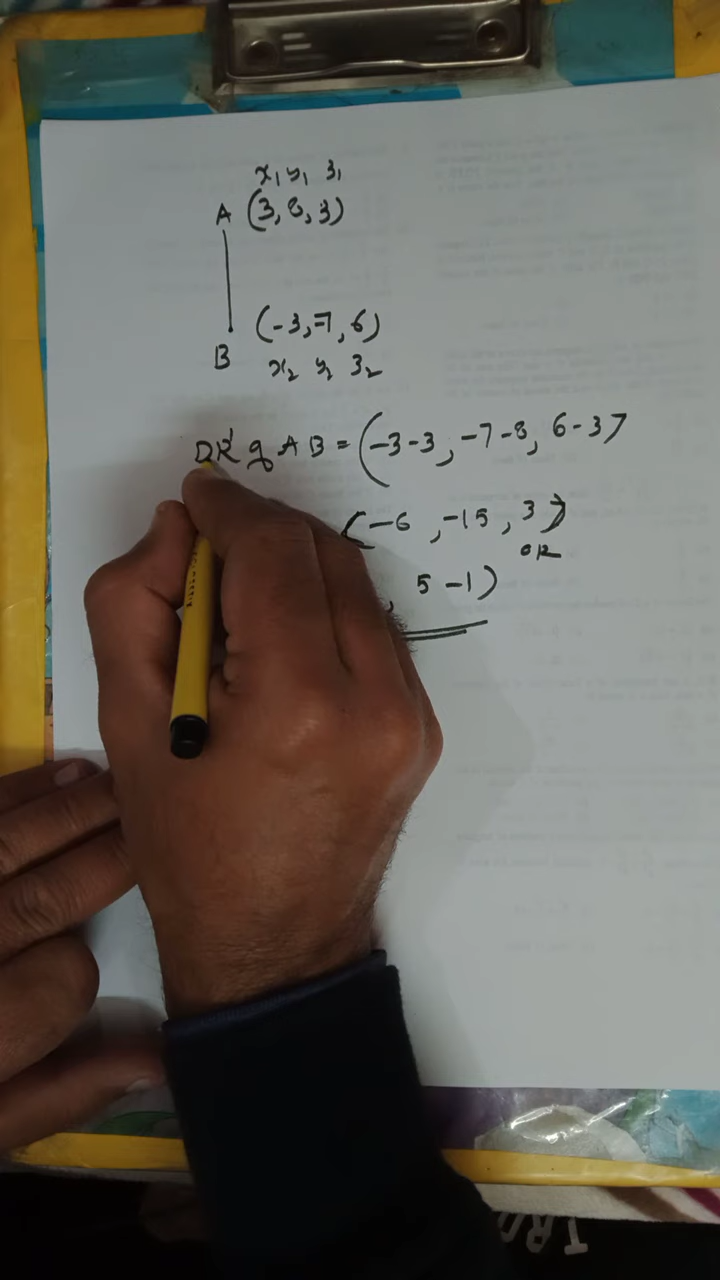 x₁ y₁ z₁
A (3, 8, 3)
(-3, -7, 6)
B
x₂ y₂ z₂
DR's of AB = (-3-3, -7-8, 6-3)
(-6, -15, 3)
OR
, 5 -1)